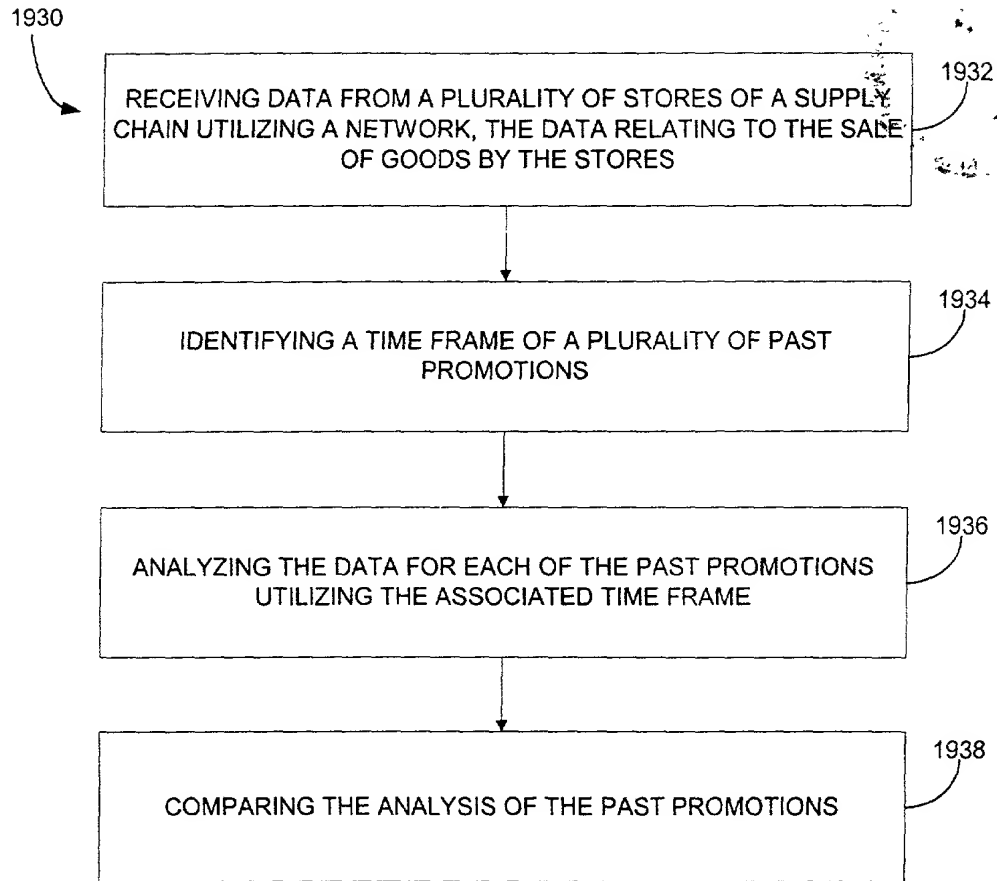 1930
1932
RECEIVING DATA FROM A PLURALITY OF STORES OF A SUPPLY
CHAIN UTILIZING A NETWORK, THE DATA RELATING TO THE SALE
OF GOODS BY THE STORES
1934
IDENTIFYING A TIME FRAME OF A PLURALITY OF PAST
PROMOTIONS
1936
ANALYZING THE DATA FOR EACH OF THE PAST PROMOTIONS
UTILIZING THE ASSOCIATED TIME FRAME
1938
COMPARING THE ANALYSIS OF THE PAST PROMOTIONS